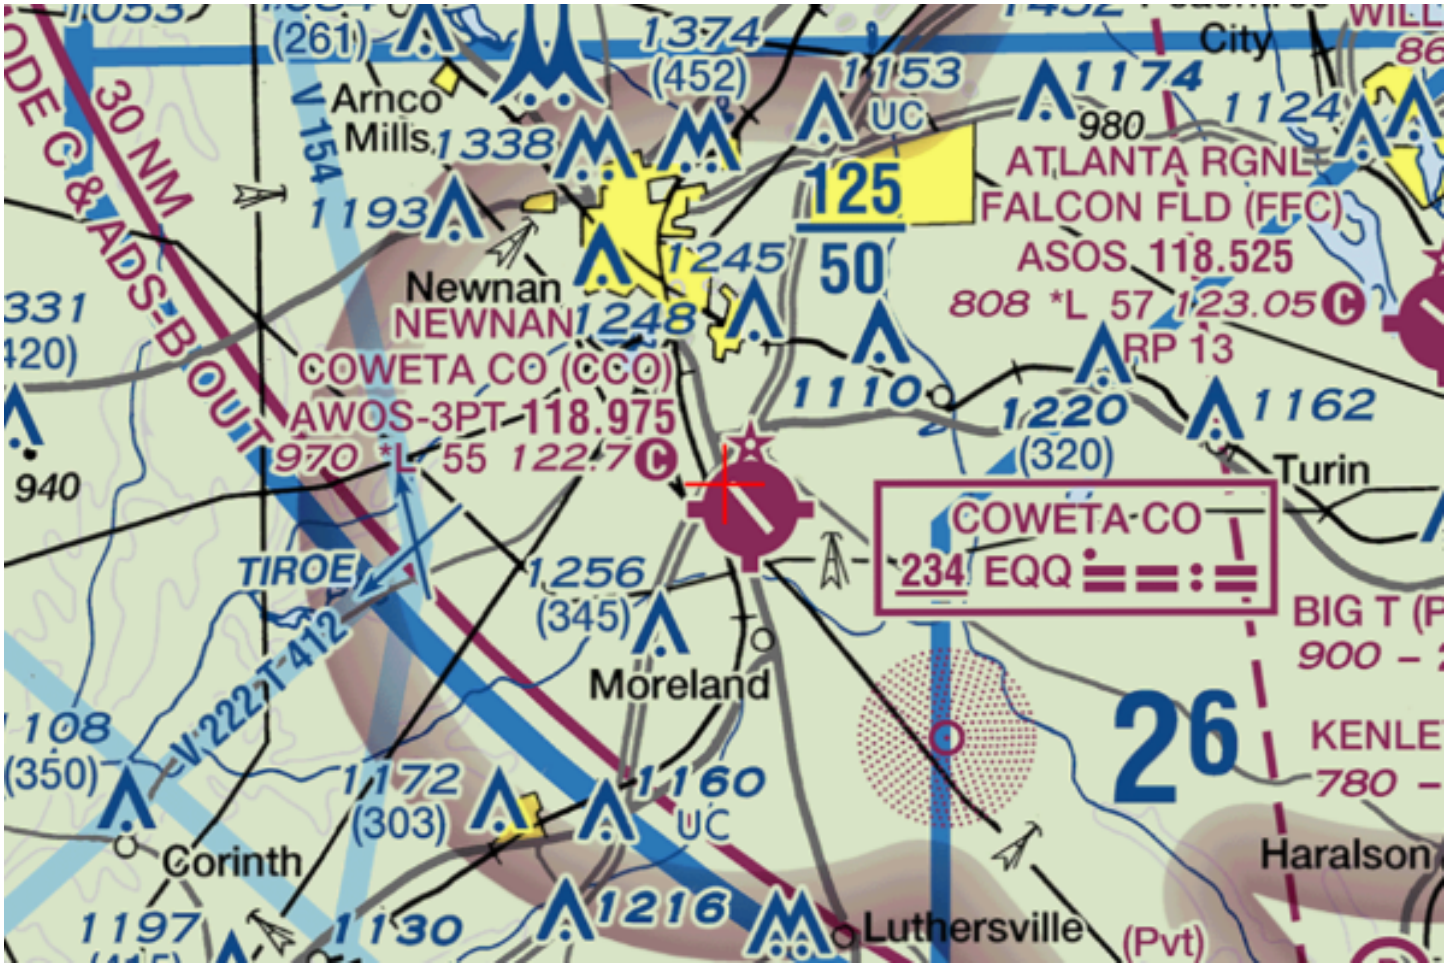 1053
(261)
1374
(452)
1153
UC
1174
980
1124
City
WILL
86
ODE C & ADS-B OUT
30 NM
V 154
Arnco
Mills
1338
1193
125
50
ATLANTA RGNL
FALCON FLD (FFC)
ASOS 118.525
808 *L 57 123.05 C
RP 13
331
(420)
Newnan
1245
NEWNAN
1248
COWETA CO (CCO)
AWOS-3PT 118.975
970 *L 55 122.7 C
1110
1220
(320)
1162
940
Turin
COWETA CO
234 EQQ
TIROE
1256
(345)
BIG T (P
900 –
V 222 T 412
Moreland
26
1108
(350)
KENLE
780 –
1172
(303)
1160
UC
Corinth
Haralson
1197
1130
1216
Luthersville
(Pvt)